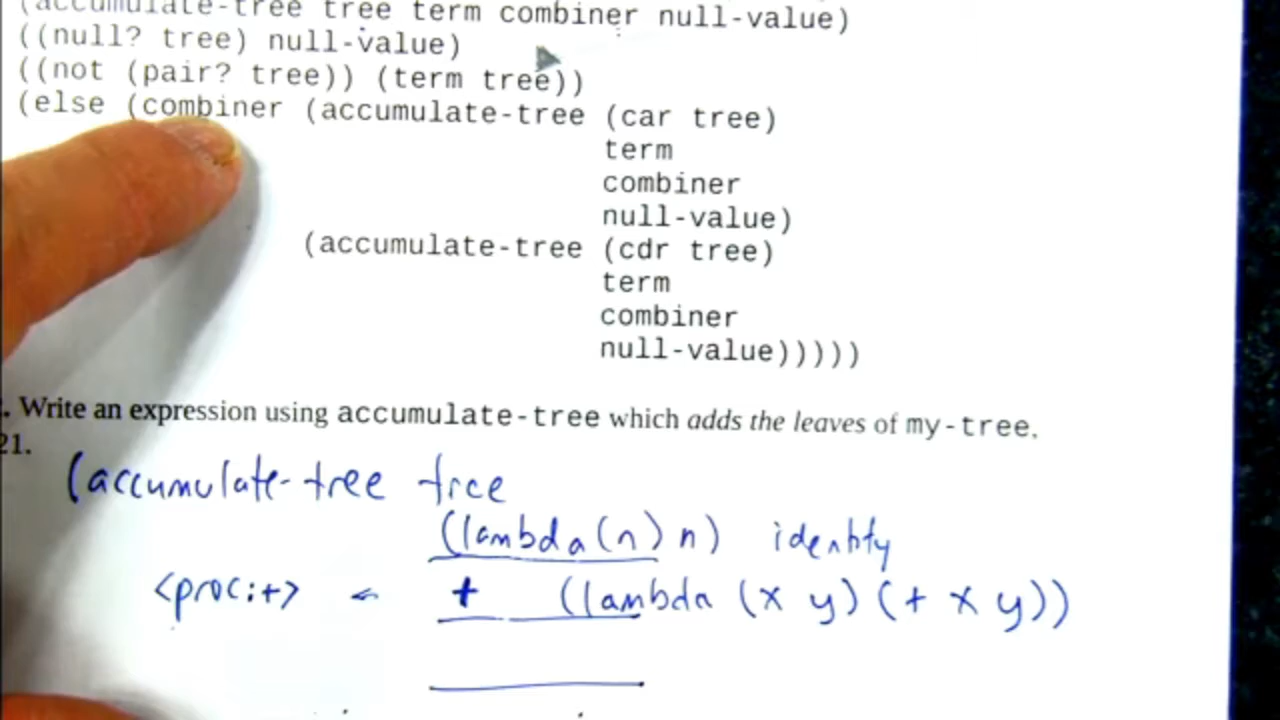 (accumulate-tree tree term combiner null-value)
((null? tree) null-value)
((not (pair? tree)) (term tree))
(else (combiner (accumulate-tree (car tree)
term
combiner
null-value)
(accumulate-tree (cdr tree)
term
combiner
null-value)))))
. Write an expression using accumulate-tree which adds the leaves of my-tree.
21.
(accumulate-tree tree
(lambda (n) n) identity
<proc:+> ← + (lambda (x y) (+ x y))